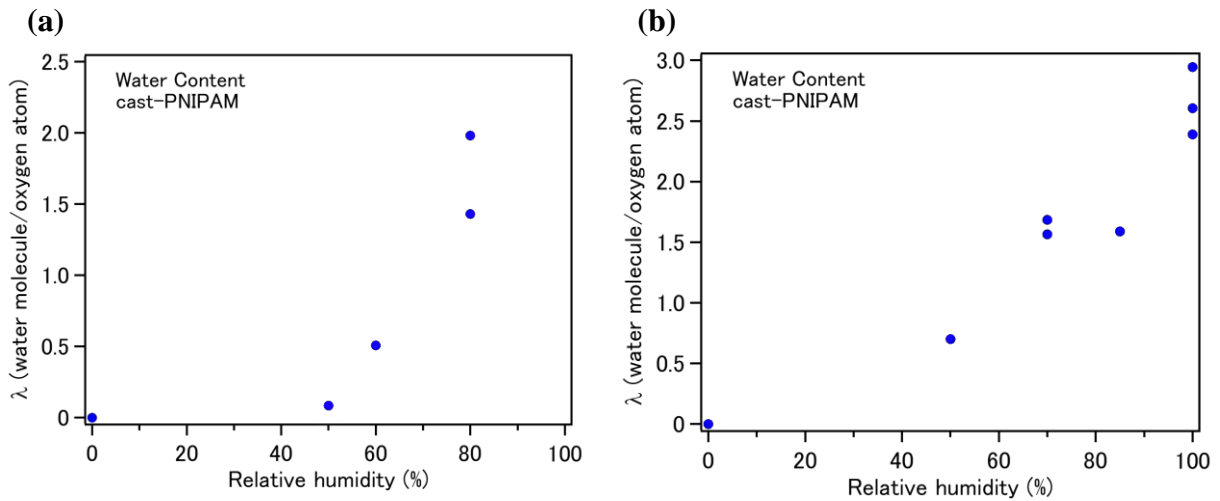 (a)
2.5
2.0
1.5
1.0
0.5
0
Water Content
cast-PNIPAM
λ (water molecule/oxygen atom)
0 20 40 60 80 100
Relative humidity (%)
(b)
3.0
2.5
2.0
1.5
1.0
0.5
0
Water Content
cast-PNIPAM
λ (water molecule/oxygen atom)
0 20 40 60 80 100
Relative humidity (%)